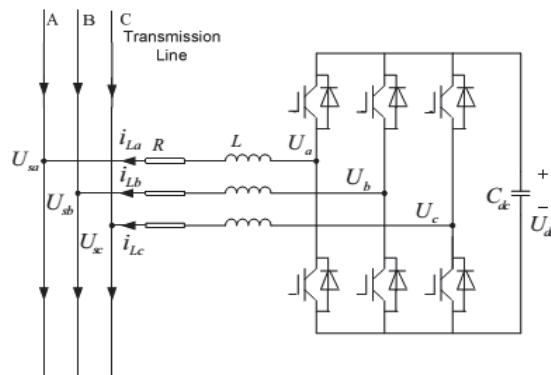 A B C
Transmission
Line
i_La R L U_a
U_sa
U_b
i_Lb
U_sb
U_c C_dc + − U_d
U_sc i_Lc